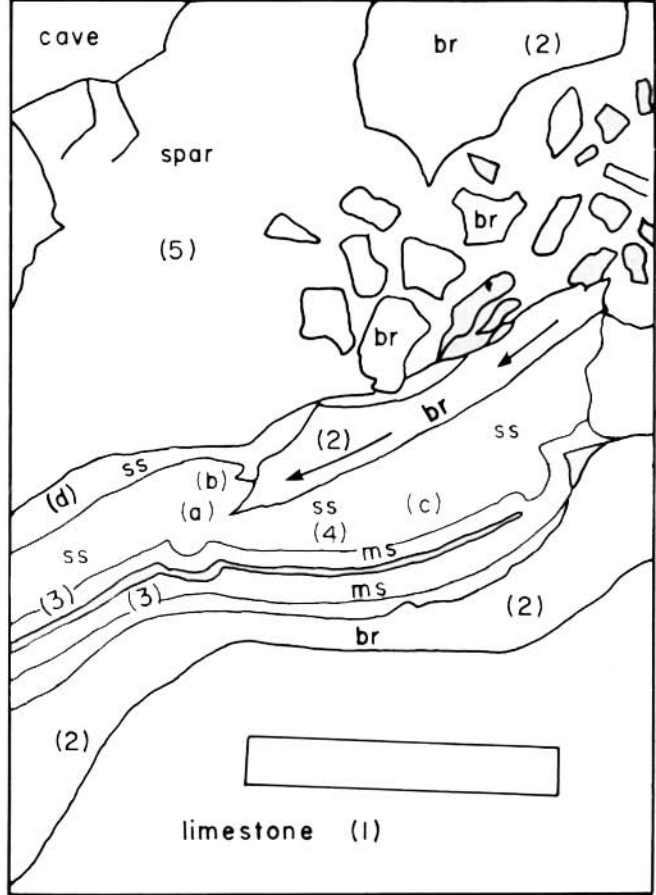 cave
br (2)
spar
br
(5)
br
br
(2)
ss
ss
(b)
(d)
(a)
ss
(c)
(4)
ss
ms
(3)
(3)
ms
(2)
br
(2)
limestone (1)